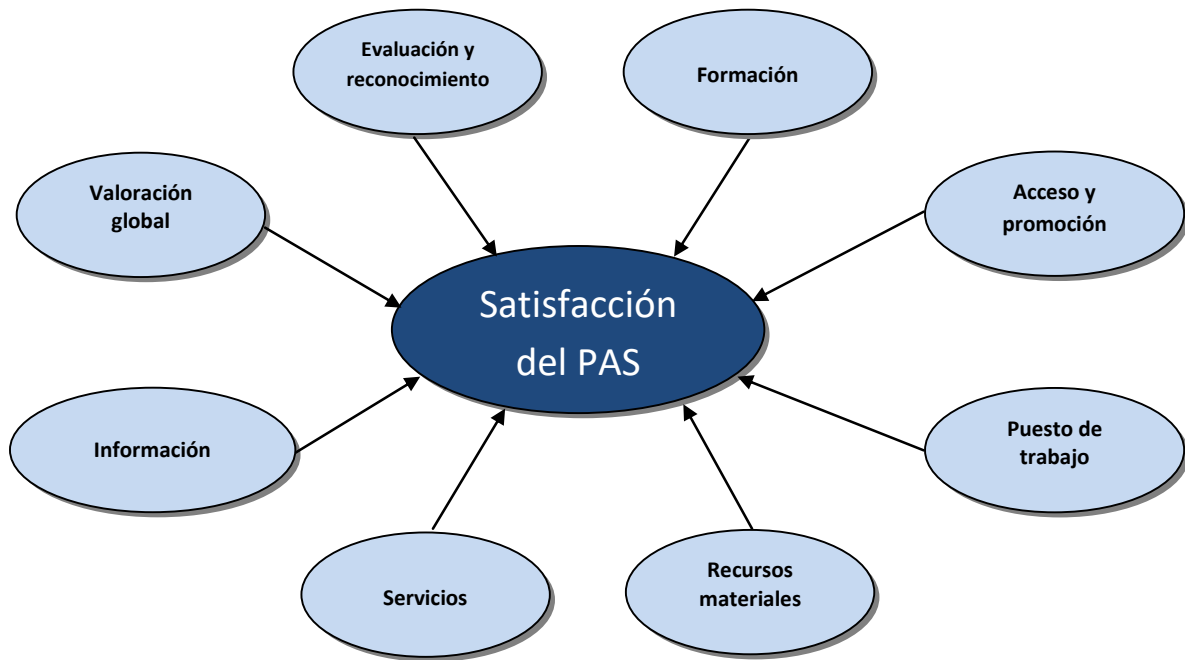 Evaluación y
reconocimiento
Formación
Valoración
global
Acceso y
promoción
Satisfacción
del PAS
Información
Puesto de
trabajo
Servicios
Recursos
materiales